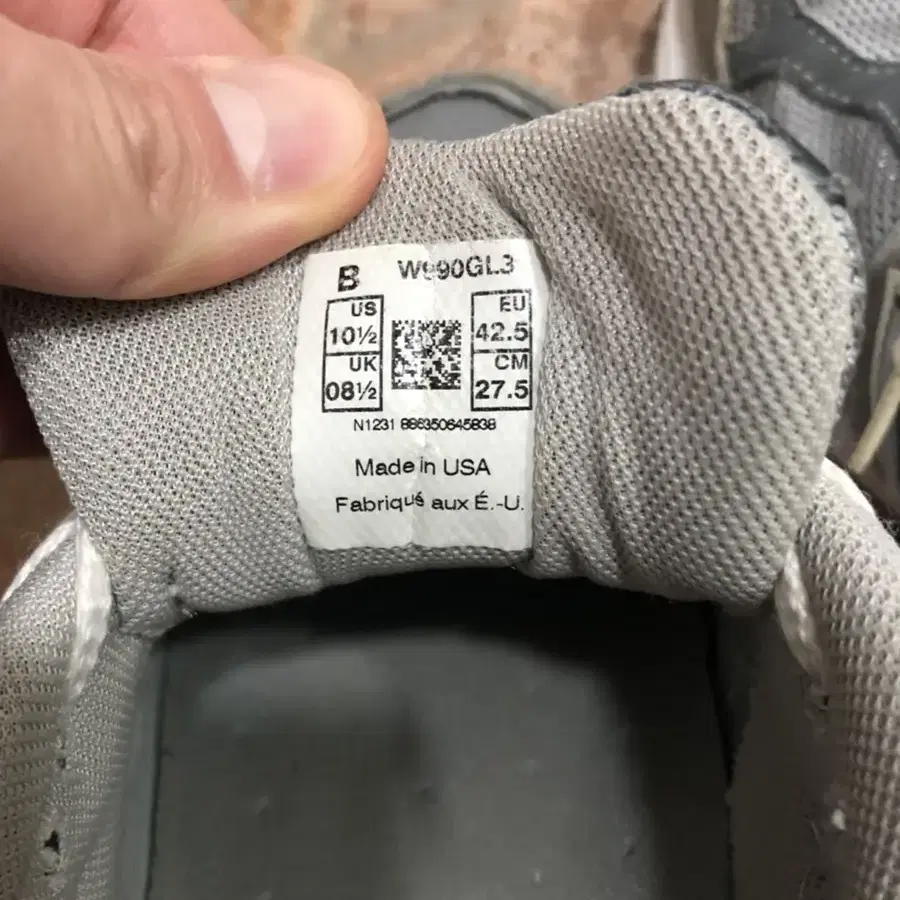 B W990GL3
US 10½ EU 42.5
UK 08½ CM 27.5
N1231 886350645838
Made in USA
Fabriqué aux É.-U.